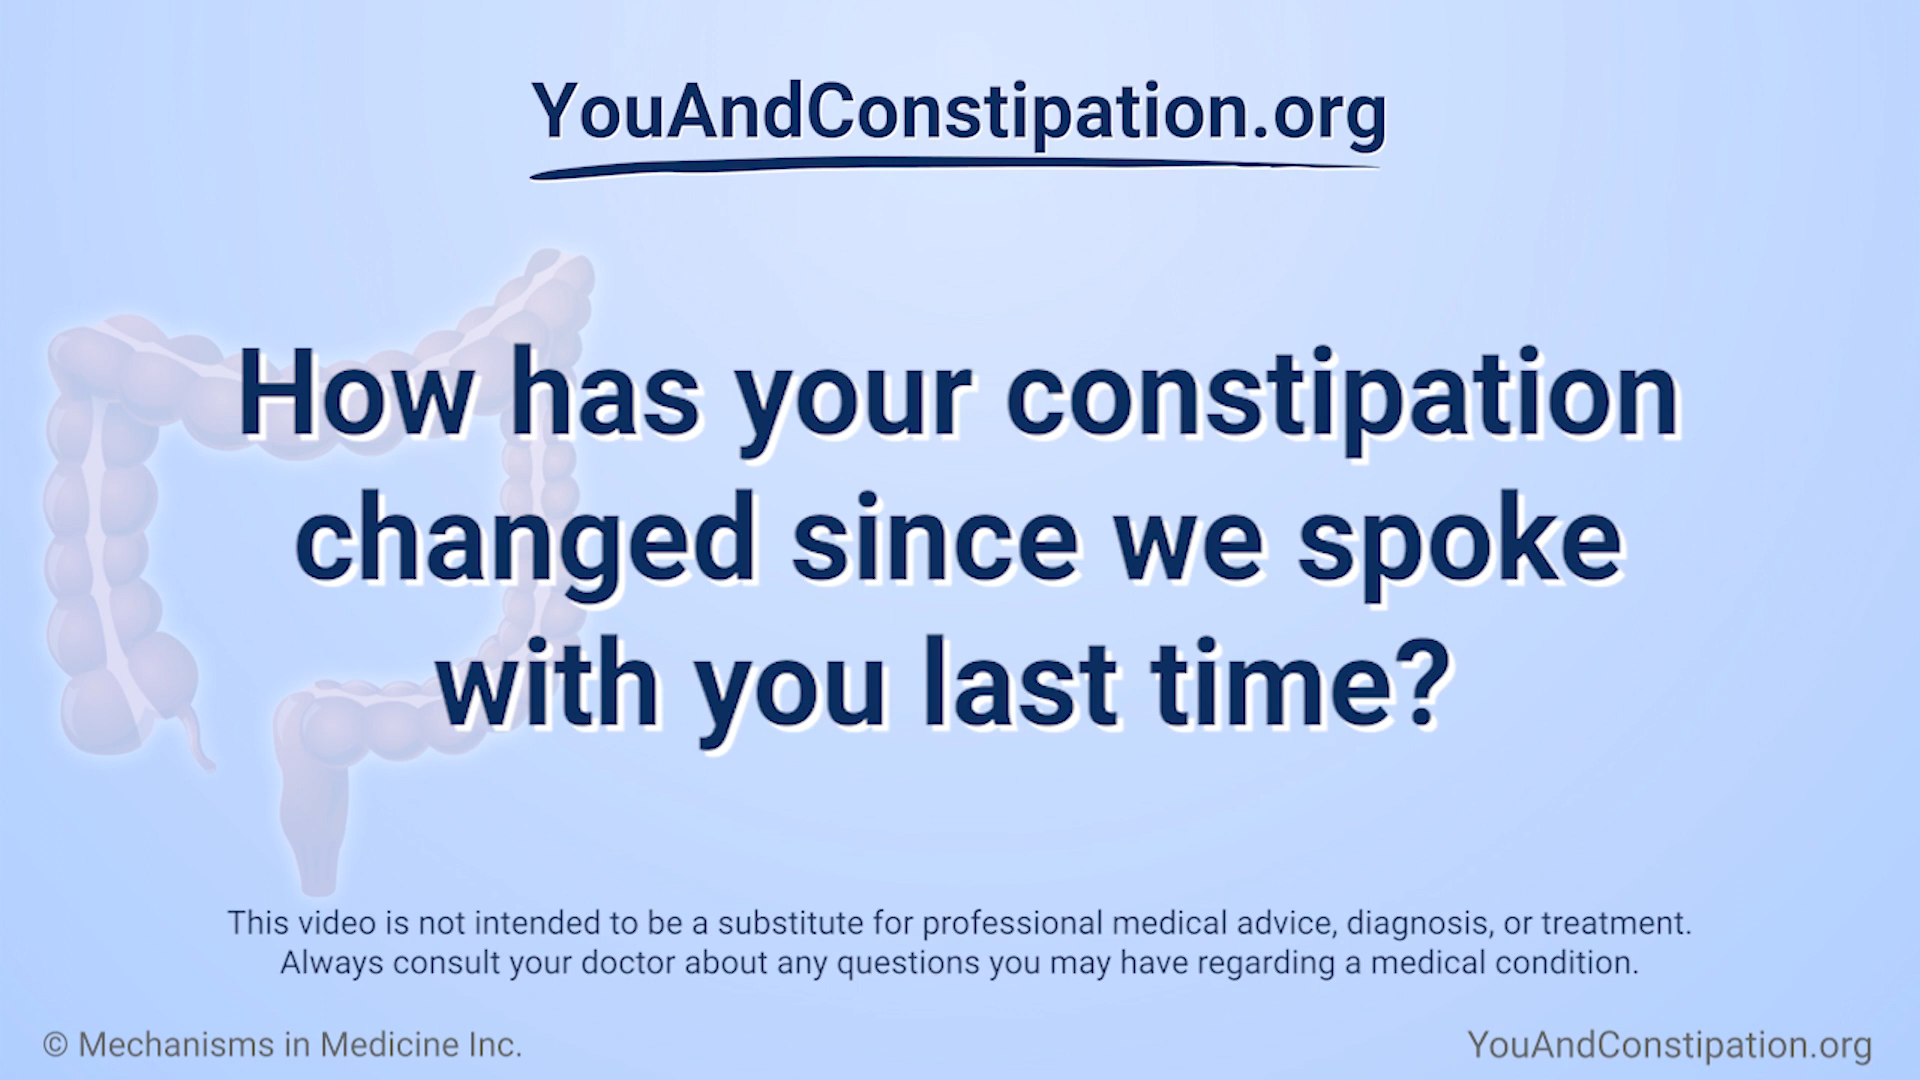 YouAndConstipation.org
How has your constipation
changed since we spoke
with you last time?
This video is not intended to be a substitute for professional medical advice, diagnosis, or treatment.
Always consult your doctor about any questions you may have regarding a medical condition.
© Mechanisms in Medicine Inc.
YouAndConstipation.org